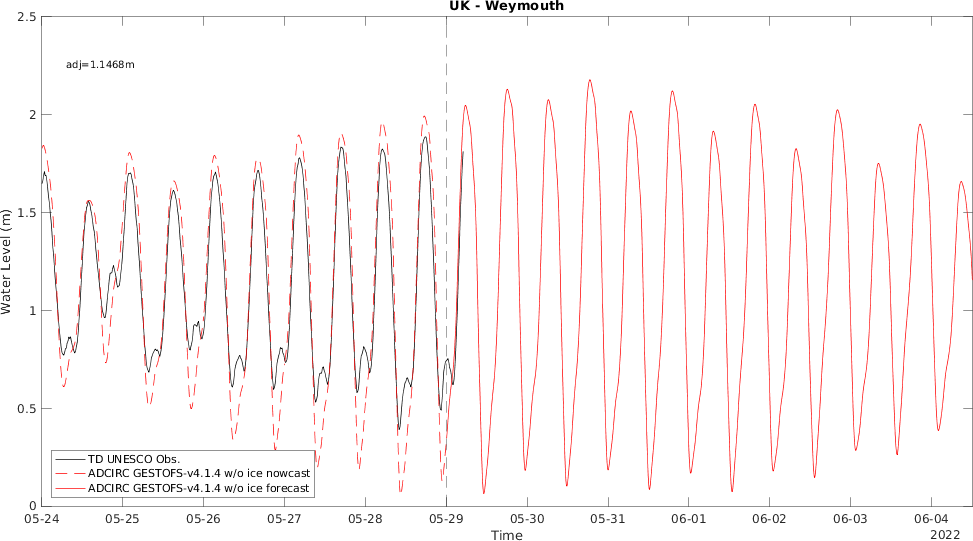 UK - Weymouth
2.5
adj=1.1468m
2
1.5
1
0.5
0
Water Level (m)
TD UNESCO Obs.
ADCIRC GESTOFS-v4.1.4 w/o ice nowcast
ADCIRC GESTOFS-v4.1.4 w/o ice forecast
05-24 05-25 05-26 05-27 05-28 05-29 05-30 05-31 06-01 06-02 06-03 06-04
Time
2022